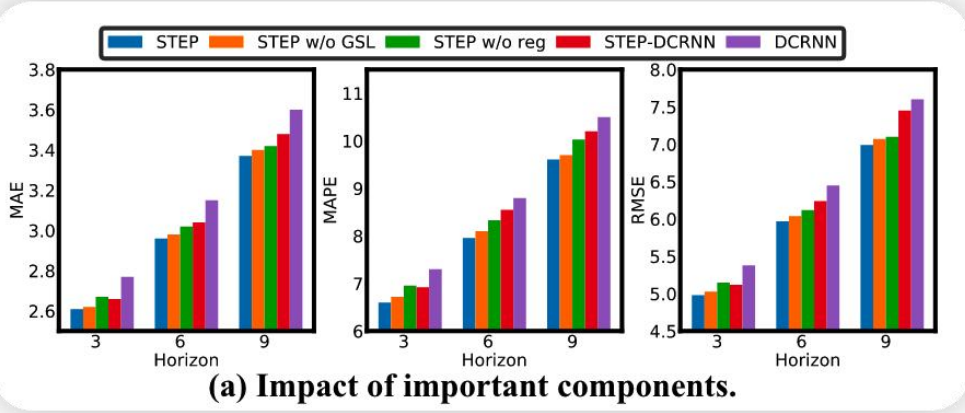 STEP STEP w/o GSL STEP w/o reg STEP-DCRNN DCRNN
MAE
3.8
3.6
3.4
3.2
3.0
2.8
2.6
3 6 9
Horizon
MAPE
11
10
9
8
7
6
3 6 9
Horizon
RMSE
8.0
7.5
7.0
6.5
6.0
5.5
5.0
4.5
3 6 9
Horizon
(a) Impact of important components.